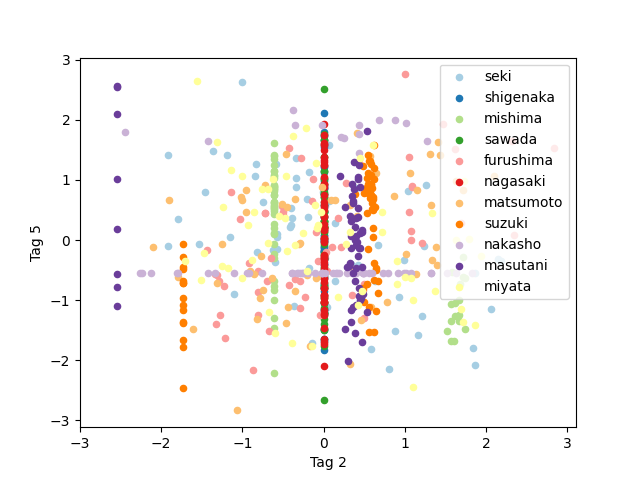 3
2
1
0
−1
−2
−3
Tag 5
−3
−2
−1
0
1
2
3
Tag 2
seki
shigenaka
mishima
sawada
furushima
nagasaki
matsumoto
suzuki
nakasho
masutani
miyata